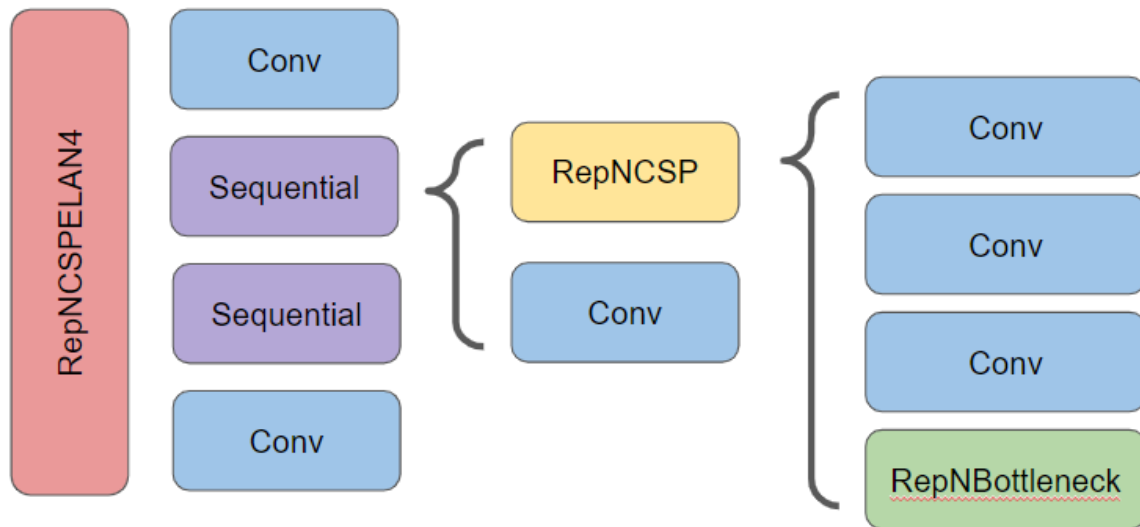 RepNCSPELAN4
Conv
Sequential
Sequential
Conv
RepNCSP
Conv
Conv
Conv
Conv
RepNBottleneck